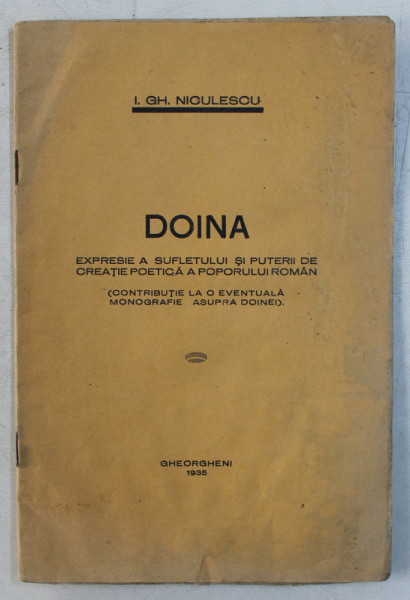 I. GH. NICULESCU
DOINA
EXPRESIE A SUFLETULUI ȘI PUTERII DE
CREAȚIE POETICĂ A POPORULUI ROMÂN
(CONTRIBUȚIE LA O EVENTUALĂ
MONOGRAFIE ASUPRA DOINEI).
GHEORGHENI
1935